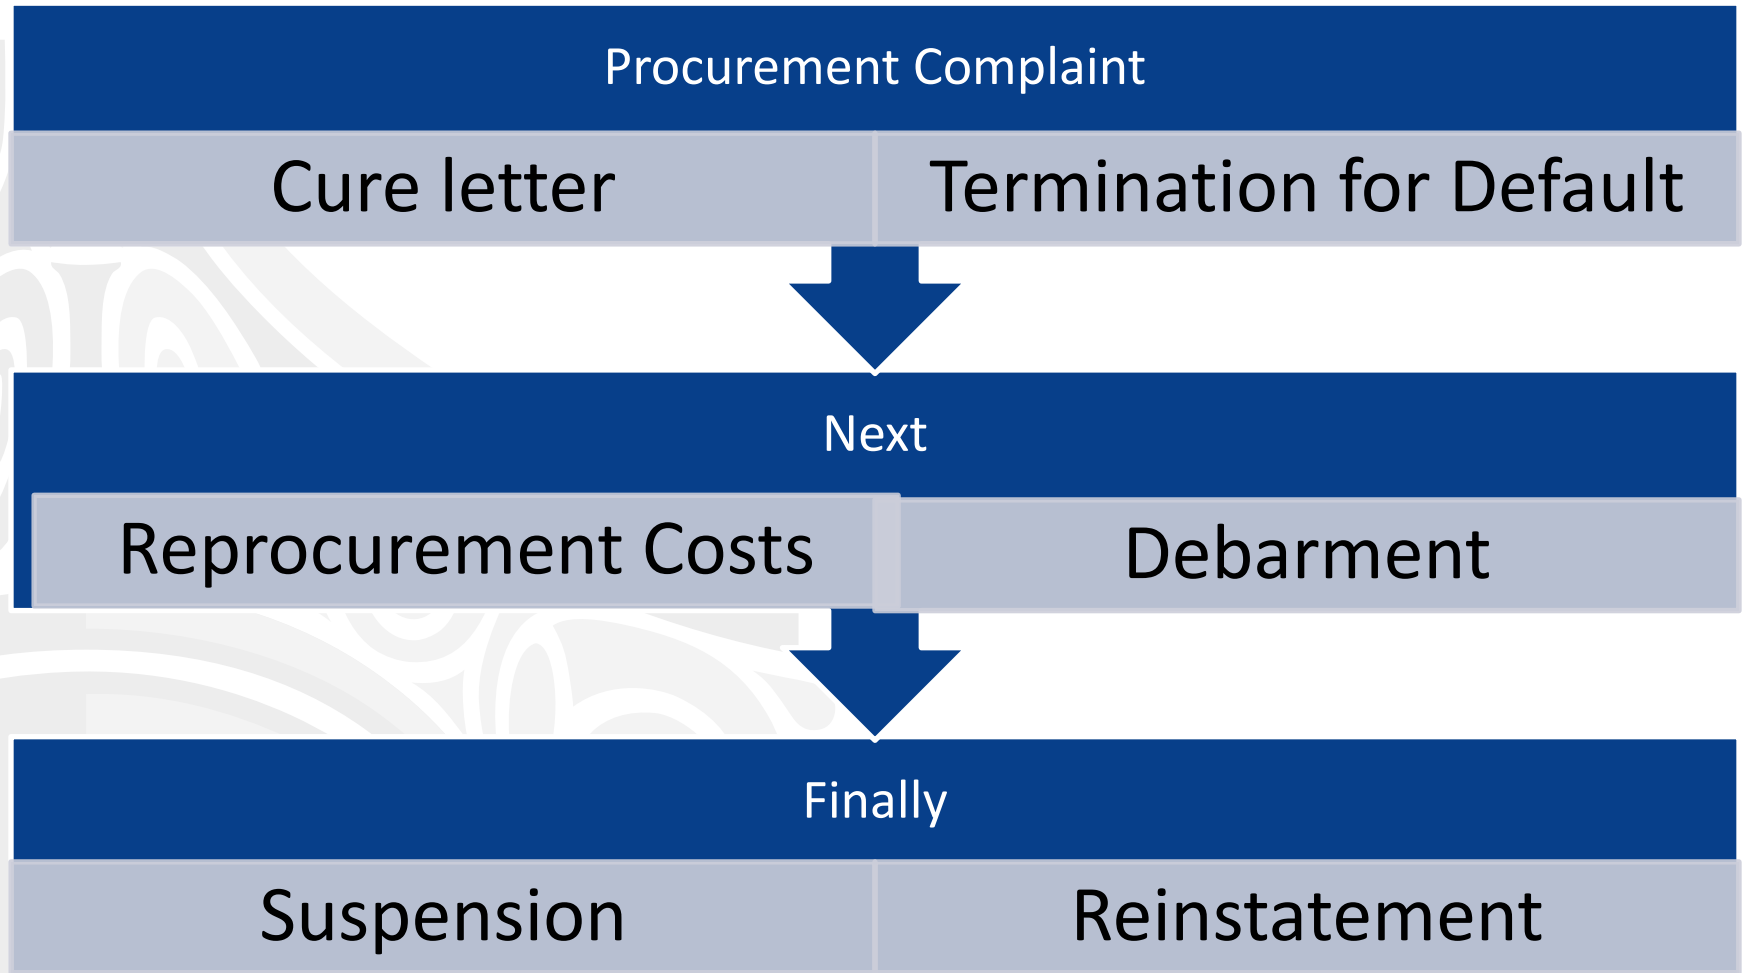 Procurement Complaint
Cure letter
Termination for Default
Next
Reprocurement Costs
Debarment
Finally
Suspension
Reinstatement